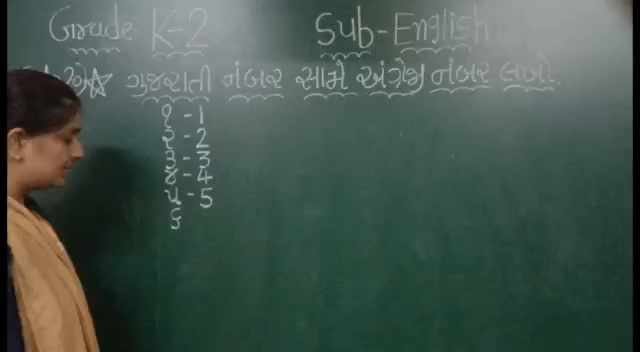 Grade: K-2 Sub-English
★ ગુજરાતી નંબર સામે અંગ્રેજી નંબર લખો.
૧ - 1
૨ - 2
૩ - 3
૪ - 4
૫ - 5
૬